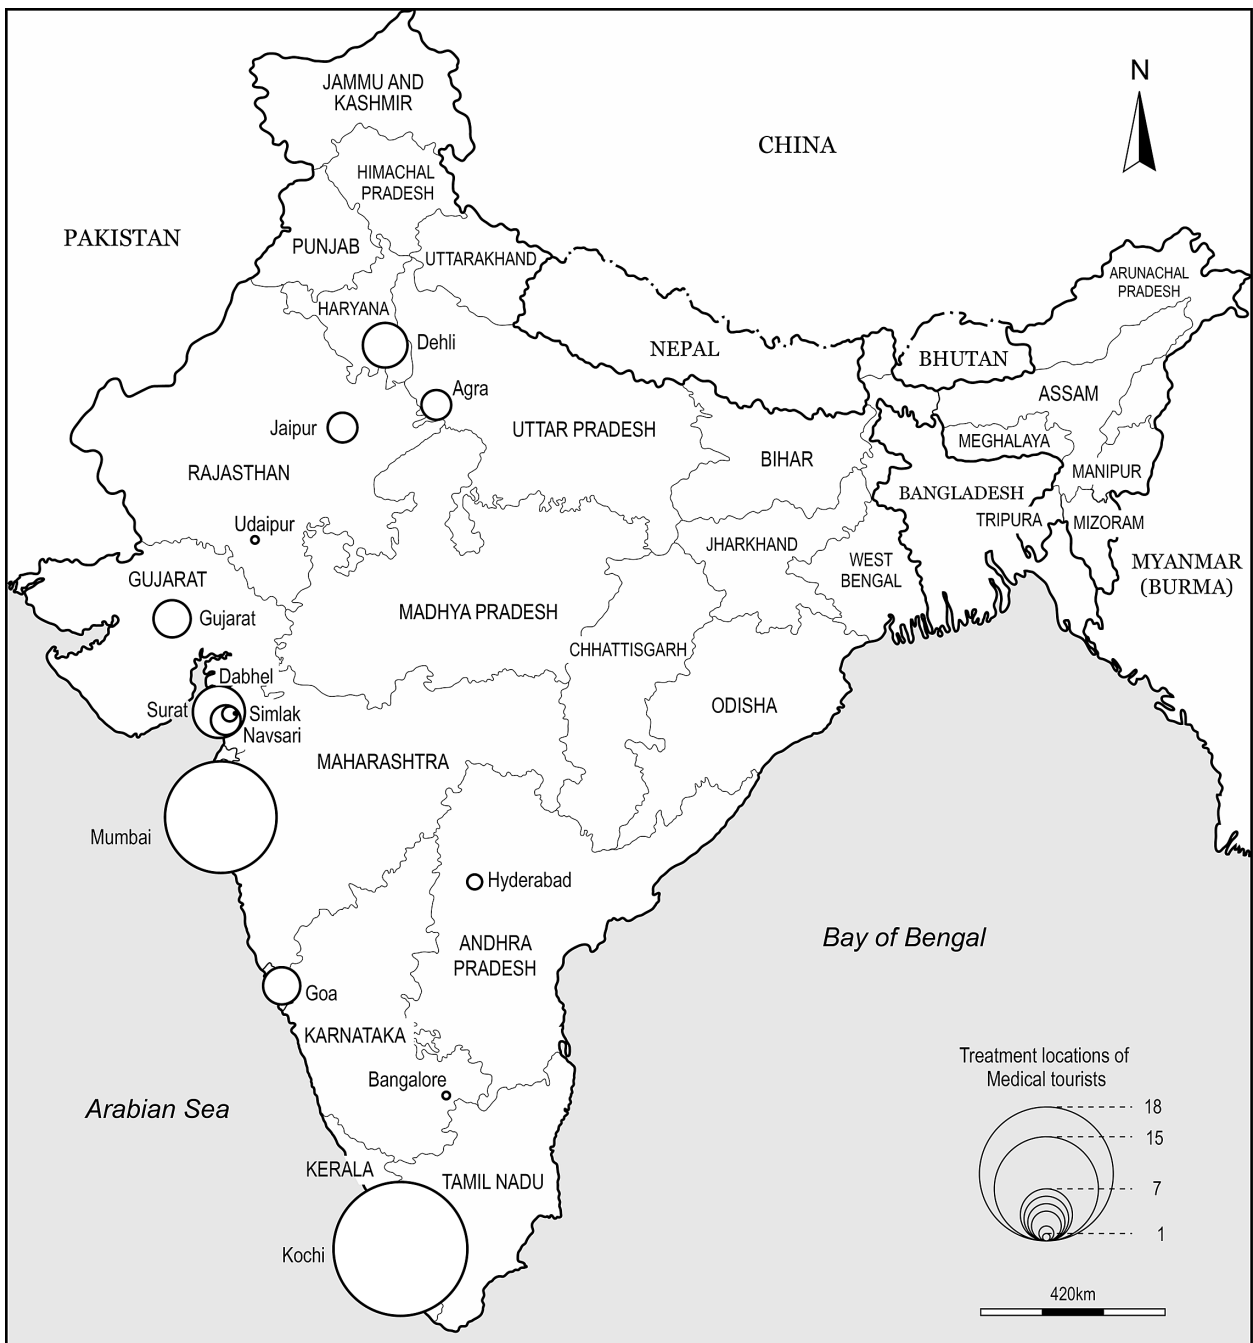 JAMMU AND
KASHMIR
N
CHINA
HIMACHAL
PRADESH
PAKISTAN
PUNJAB
UTTARAKHAND
ARUNACHAL
PRADESH
HARYANA
Dehli
NEPAL
BHUTAN
Agra
ASSAM
Jaipur
UTTAR PRADESH
MEGHALAYA
BIHAR
RAJASTHAN
MANIPUR
BANGLADESH
Udaipur
TRIPURA
MIZORAM
JHARKHAND
WEST
BENGAL
MYANMAR
(BURMA)
GUJARAT
Gujarat
MADHYA PRADESH
CHHATTISGARH
Dabhel
Surat
Simlak
Navsari
ODISHA
MAHARASHTRA
Mumbai
Hyderabad
ANDHRA
PRADESH
Bay of Bengal
Goa
KARNATAKA
Bangalore
Arabian Sea
KERALA
TAMIL NADU
Kochi
Treatment locations of
Medical tourists
18
15
7
1
420km